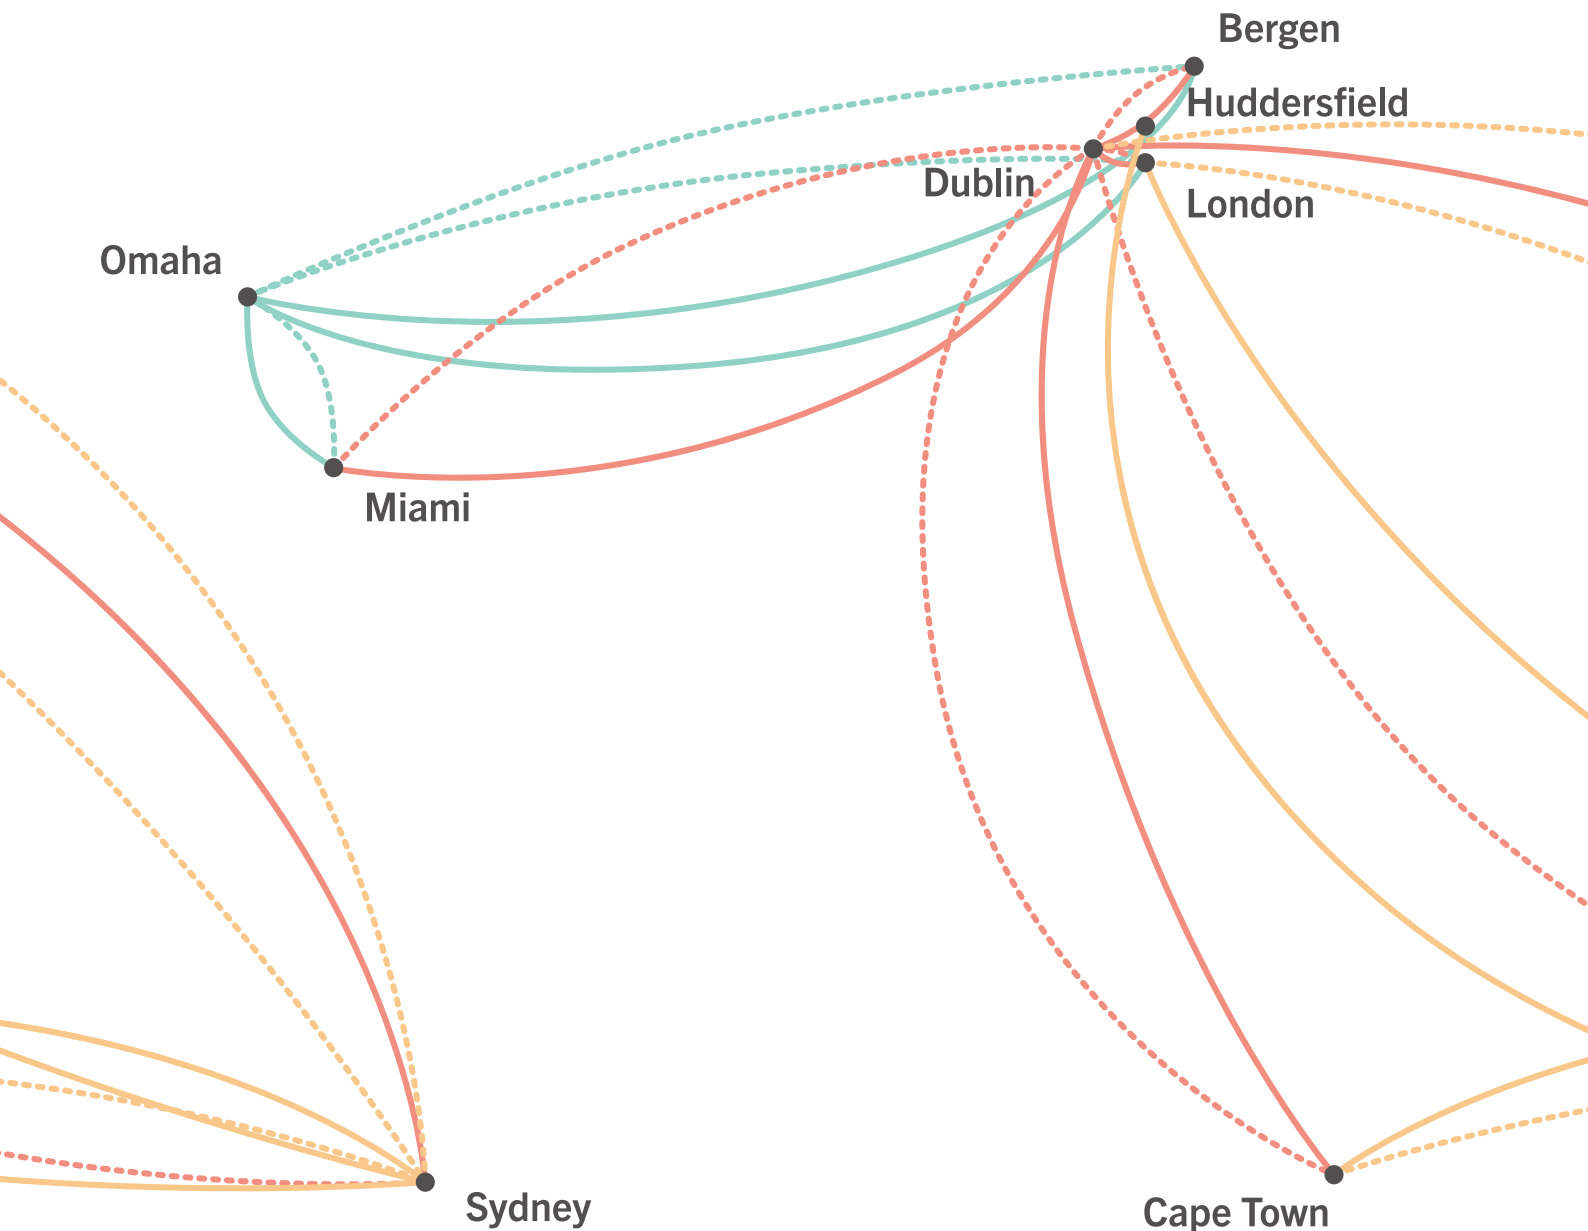 Bergen
Huddersfield
Dublin
London
Omaha
Miami
Sydney
Cape Town